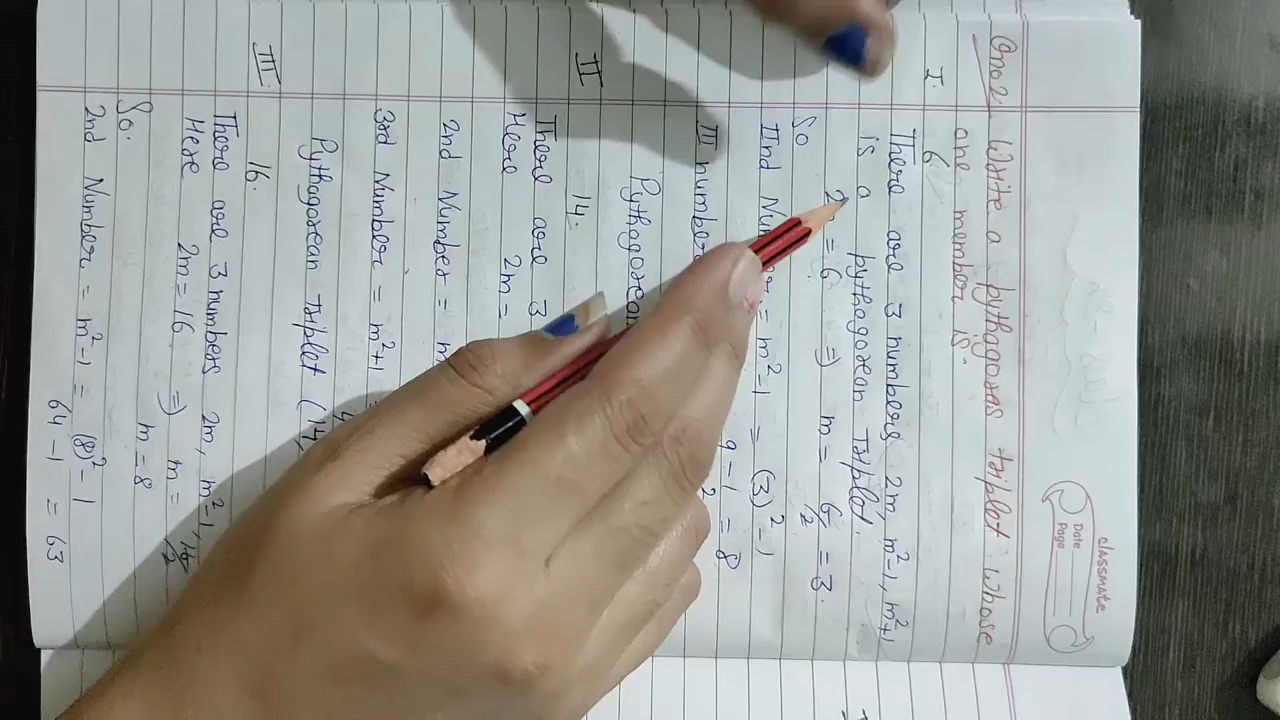 classmate
Date
Page
Qno2. Write a pythagoras triplet whose
one member is.
I. 6.
There are 3 numbers 2m, m²-1, m²+1
is a pythagorean Triplet.
= 6 => m = 6/2 = 3.
So
IInd = m²-1 = (3)²-1
9-1 = 8
III number
Pythagorean
II 14.
There are 3
Here 2m =
2nd Number =
3rd Number = m²+1 =
Pythagorean Triplet (14,
III. 16.
There are 3 numbers 2m, m²-1,
Here 2m = 16 => m = 16/2
So. m = 8
2nd Number = m²-1 = (8)²-1
64-1 = 63